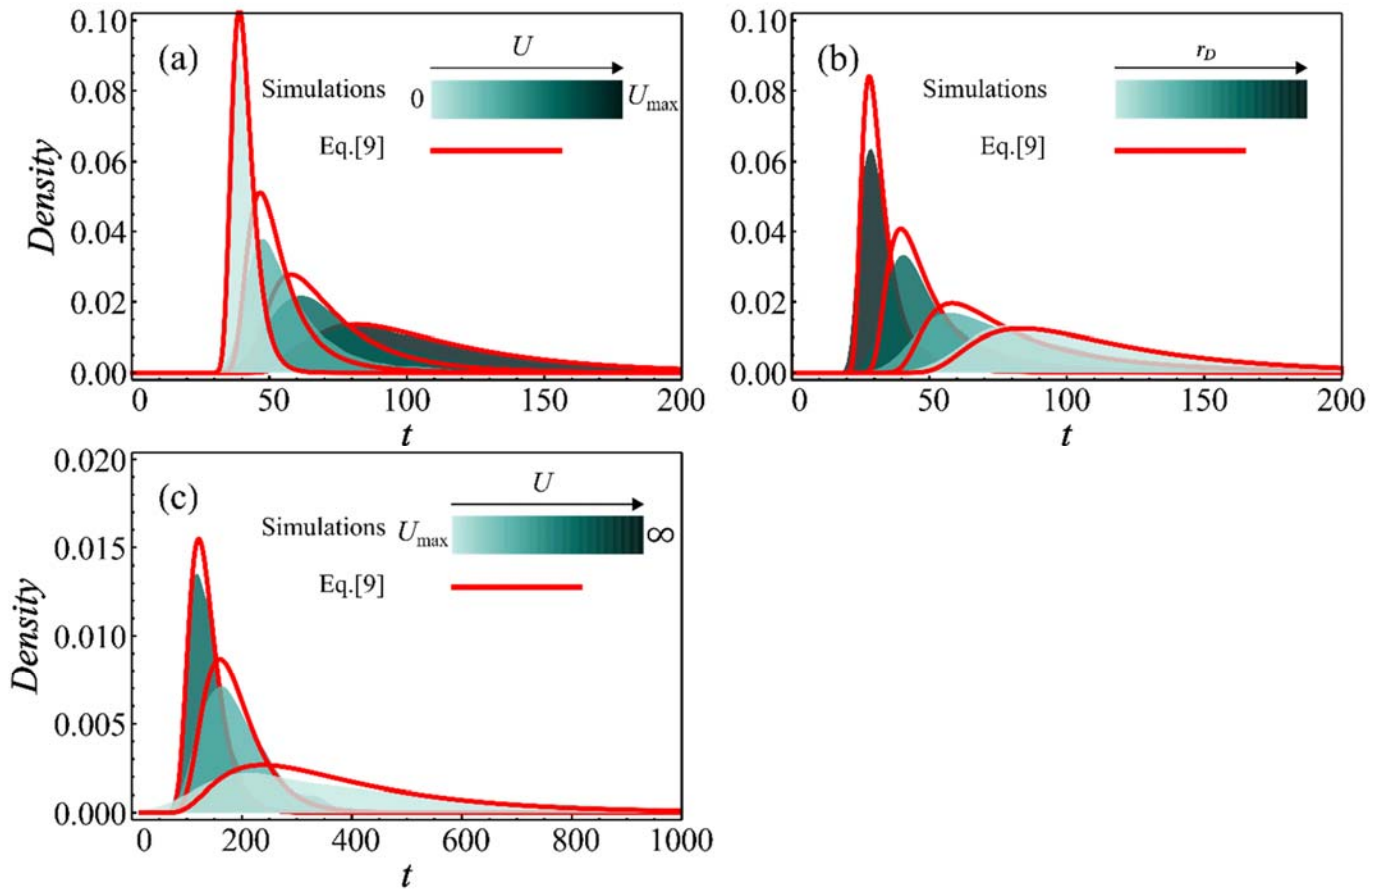 (a)
U
Simulations 0 Umax
Eq.[9]
Density
0.10
0.08
0.06
0.04
0.02
0.00
0 50 100 150 200
t
(b)
rD
Simulations
Eq.[9]
0.10
0.08
0.06
0.04
0.02
0.00
0 50 100 150 200
t
(c)
U
Simulations Umax ∞
Eq.[9]
Density
0.020
0.015
0.010
0.005
0.000
0 200 400 600 800 1000
t